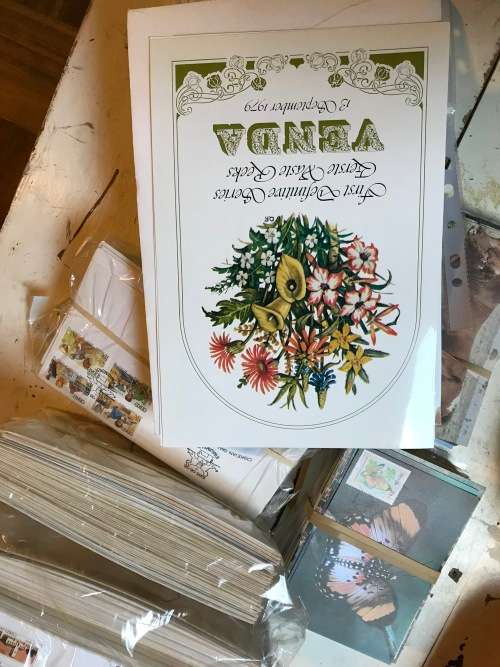 First Definitive Series
Eerste Vaste Reeks
VENDA
13 September 1979